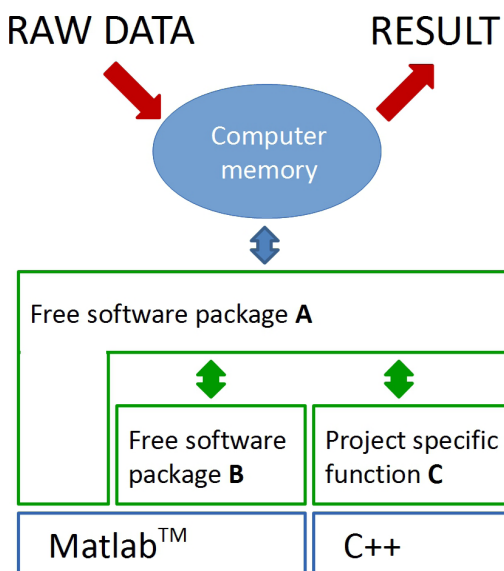 RAW DATA
RESULT
Computer
memory
Free software package A
Free software
package B
Project specific
function C
Matlab™
C++